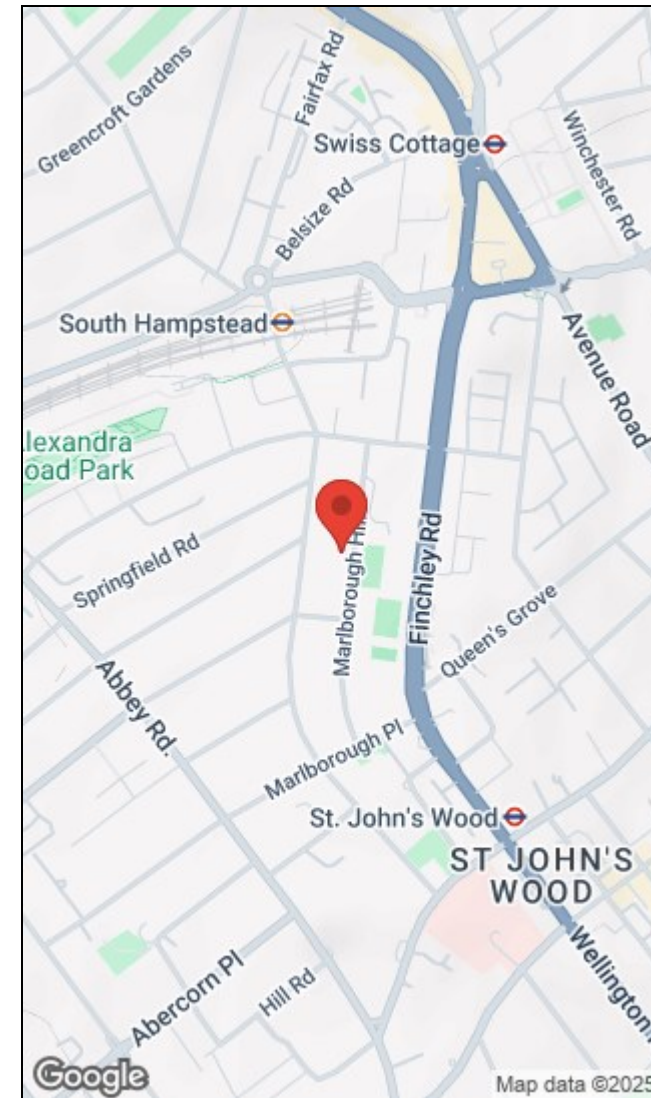 Greencroft Gardens
Fairfax Rd
Swiss Cottage
Winchester Rd
Belsize Rd
South Hampstead
Avenue Road
lexandra
oad Park
Springfield Rd
Marlborough Hil
Finchley Rd
Queen's Grove
Abbey Rd.
Marlborough Pl
St. John's Wood
ST JOHN'S
WOOD
Abercorn Pl
Hill Rd
Wellington
Google
Map data ©2025